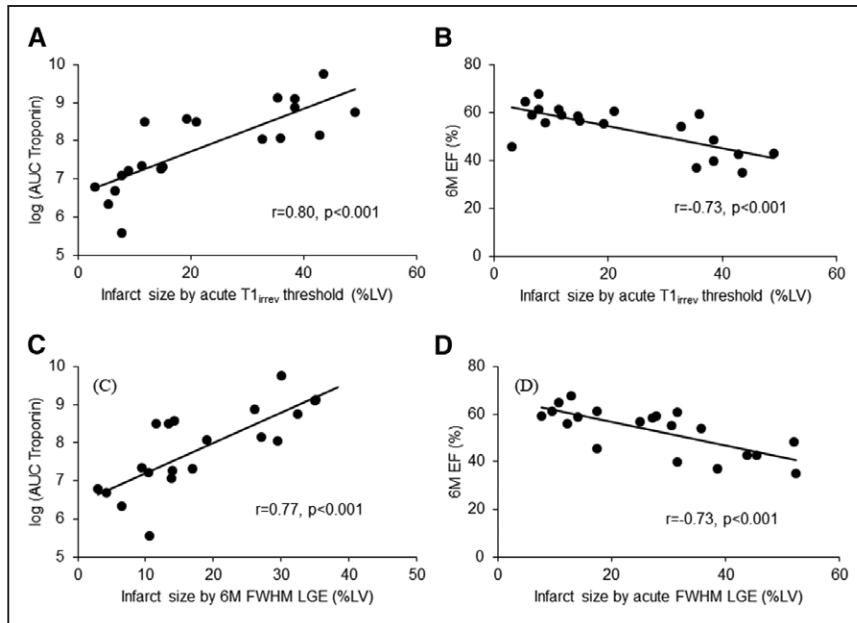 A
log (AUC Troponin)
10
9
8
7
6
5
0
20
40
60
r=0.80, p<0.001
Infarct size by acute T1irrev threshold (%LV)
B
6M EF (%)
80
60
40
20
0
0
20
40
60
r=-0.73, p<0.001
Infarct size by acute T1irrev threshold (%LV)
C
(C)
log (AUC Troponin)
10
9
8
7
6
5
0
10
20
30
40
50
r=0.77, p<0.001
Infarct size by 6M FWHM LGE (%LV)
D
(D)
6M EF (%)
80
60
40
20
0
0
20
40
60
r=-0.73, p<0.001
Infarct size by acute FWHM LGE (%LV)